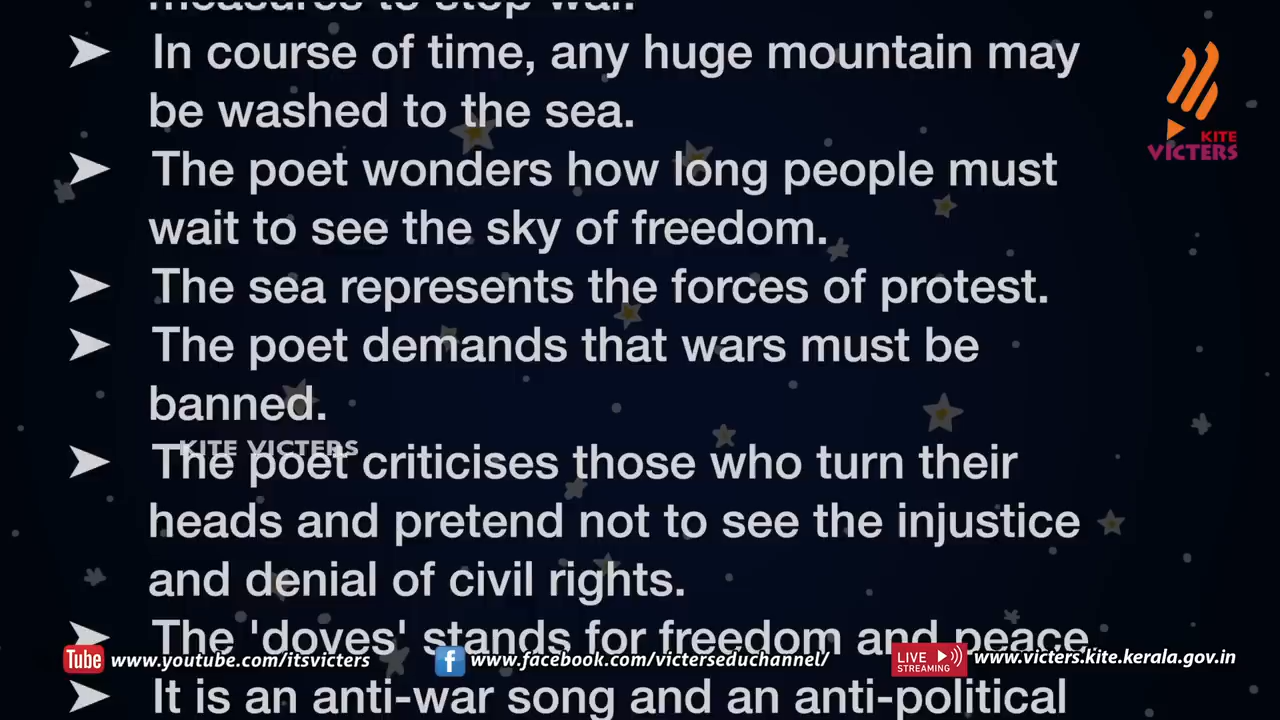 measures to stop war.
➤ In course of time, any huge mountain may
be washed to the sea.
➤ The poet wonders how long people must
wait to see the sky of freedom.
➤ The sea represents the forces of protest.
➤ The poet demands that wars must be
banned.
➤ The poet criticises those who turn their
heads and pretend not to see the injustice
and denial of civil rights.
➤ The 'doves' stands for freedom and peace.
➤ It is an anti-war song and an anti-political
KITE
VICTERS
KITE VICTERS
Tube www.youtube.com/itsvicters
f www.facebook.com/victerseduchannel/
LIVE
STREAMING
www.victers.kite.kerala.gov.in